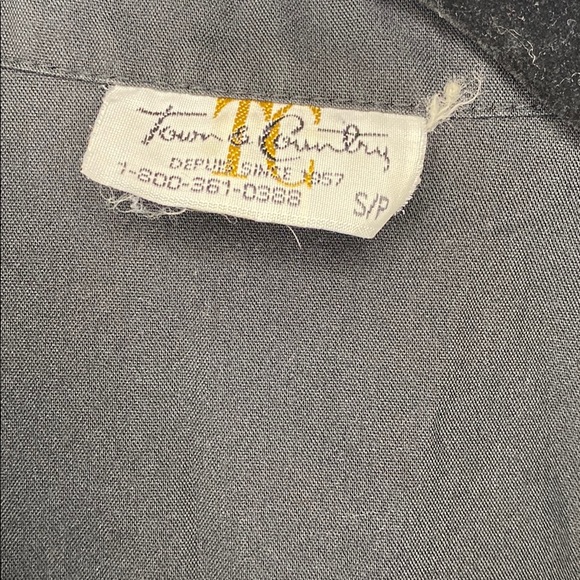 TC
Town & Country
DEPUIS SINCE 1957
1-800-361-0388
S/P